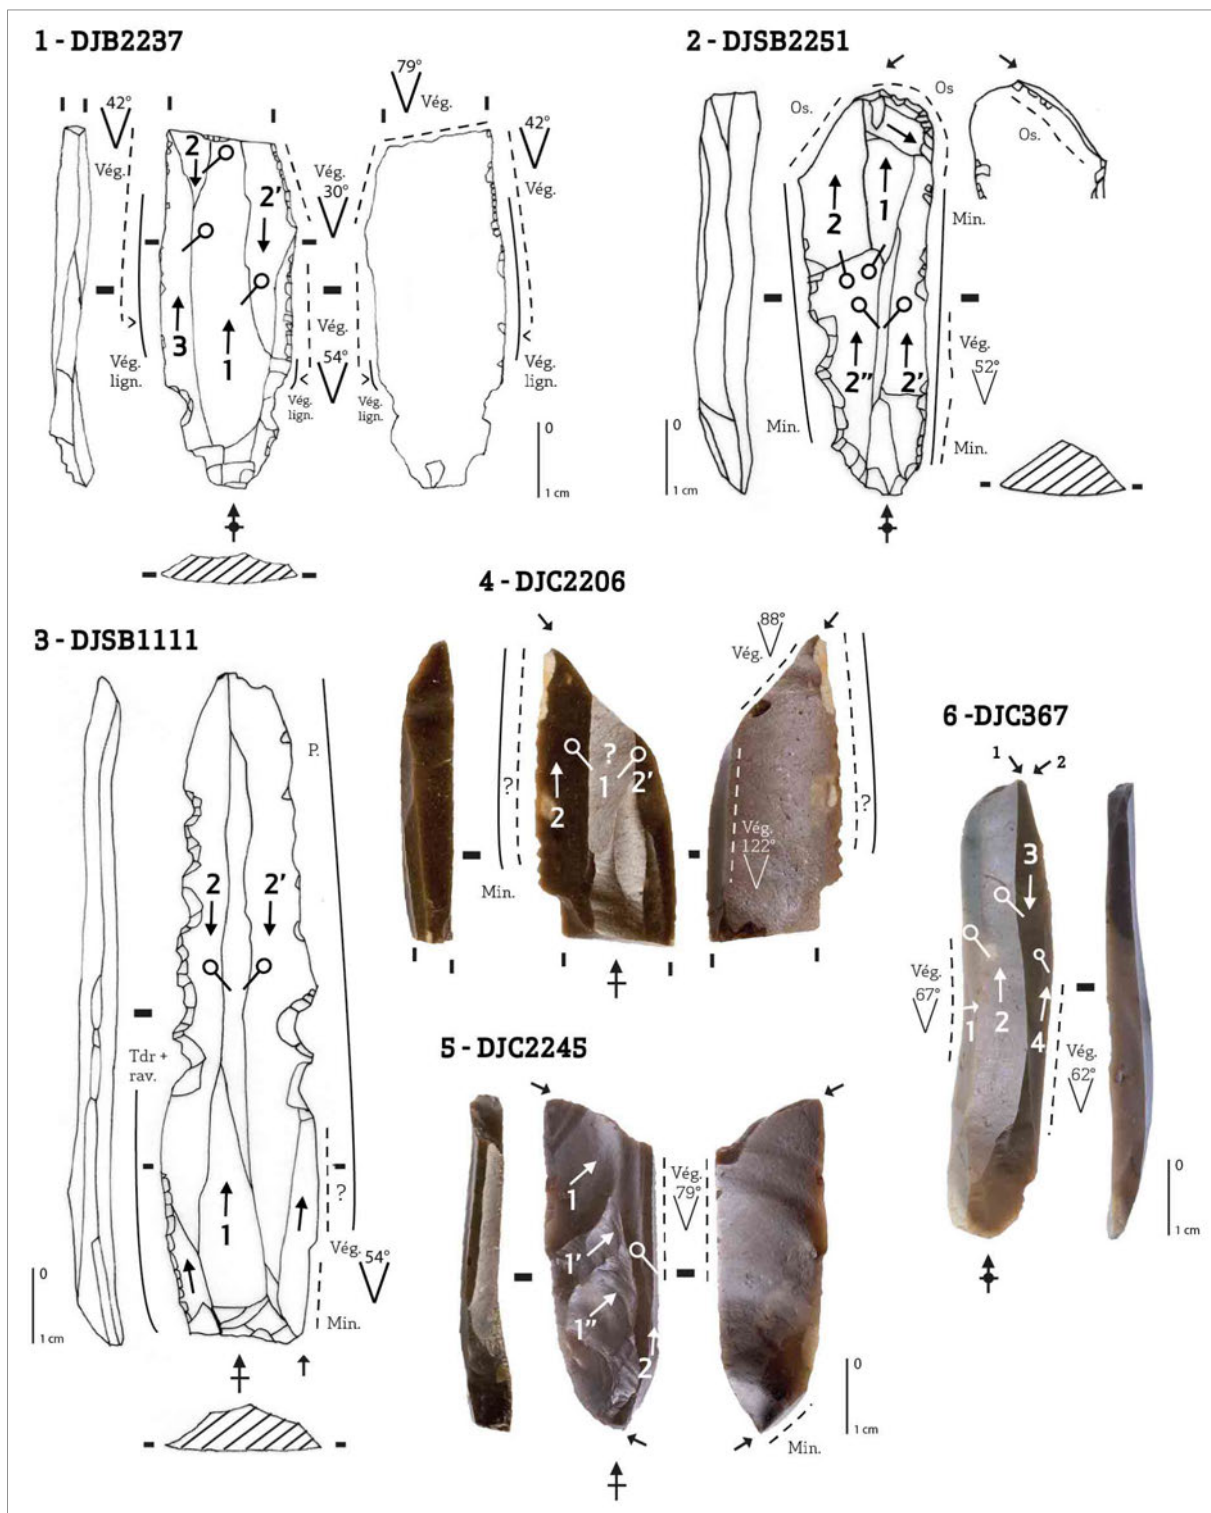 1 - DJB2237
42°
Vég.
2
2'
3
1
Vég.
lign.
Vég.
30°
Vég.
54°
Vég.
lign.
79°
Vég.
42°
Vég.
Vég.
lign.
Vég.
lign.
0
1 cm
2 - DJSB2251
Os.
Os
Os.
1
2
2"
2'
Min.
Vég.
52°
Min.
Min.
0
1 cm
3 - DJSB1111
P.
2
2'
1
Tdr +
rav.
?
Vég.
54°
Min.
0
1 cm
4 - DJC2206
?
Min.
?
1
2
2'
88°
Vég.
Vég.
122°
?
5 - DJC2245
1
1'
1"
2
Vég.
79°
Min.
0
1 cm
6 -DJC367
1
2
3
1
2
4
Vég.
67°
Vég.
62°
0
1 cm